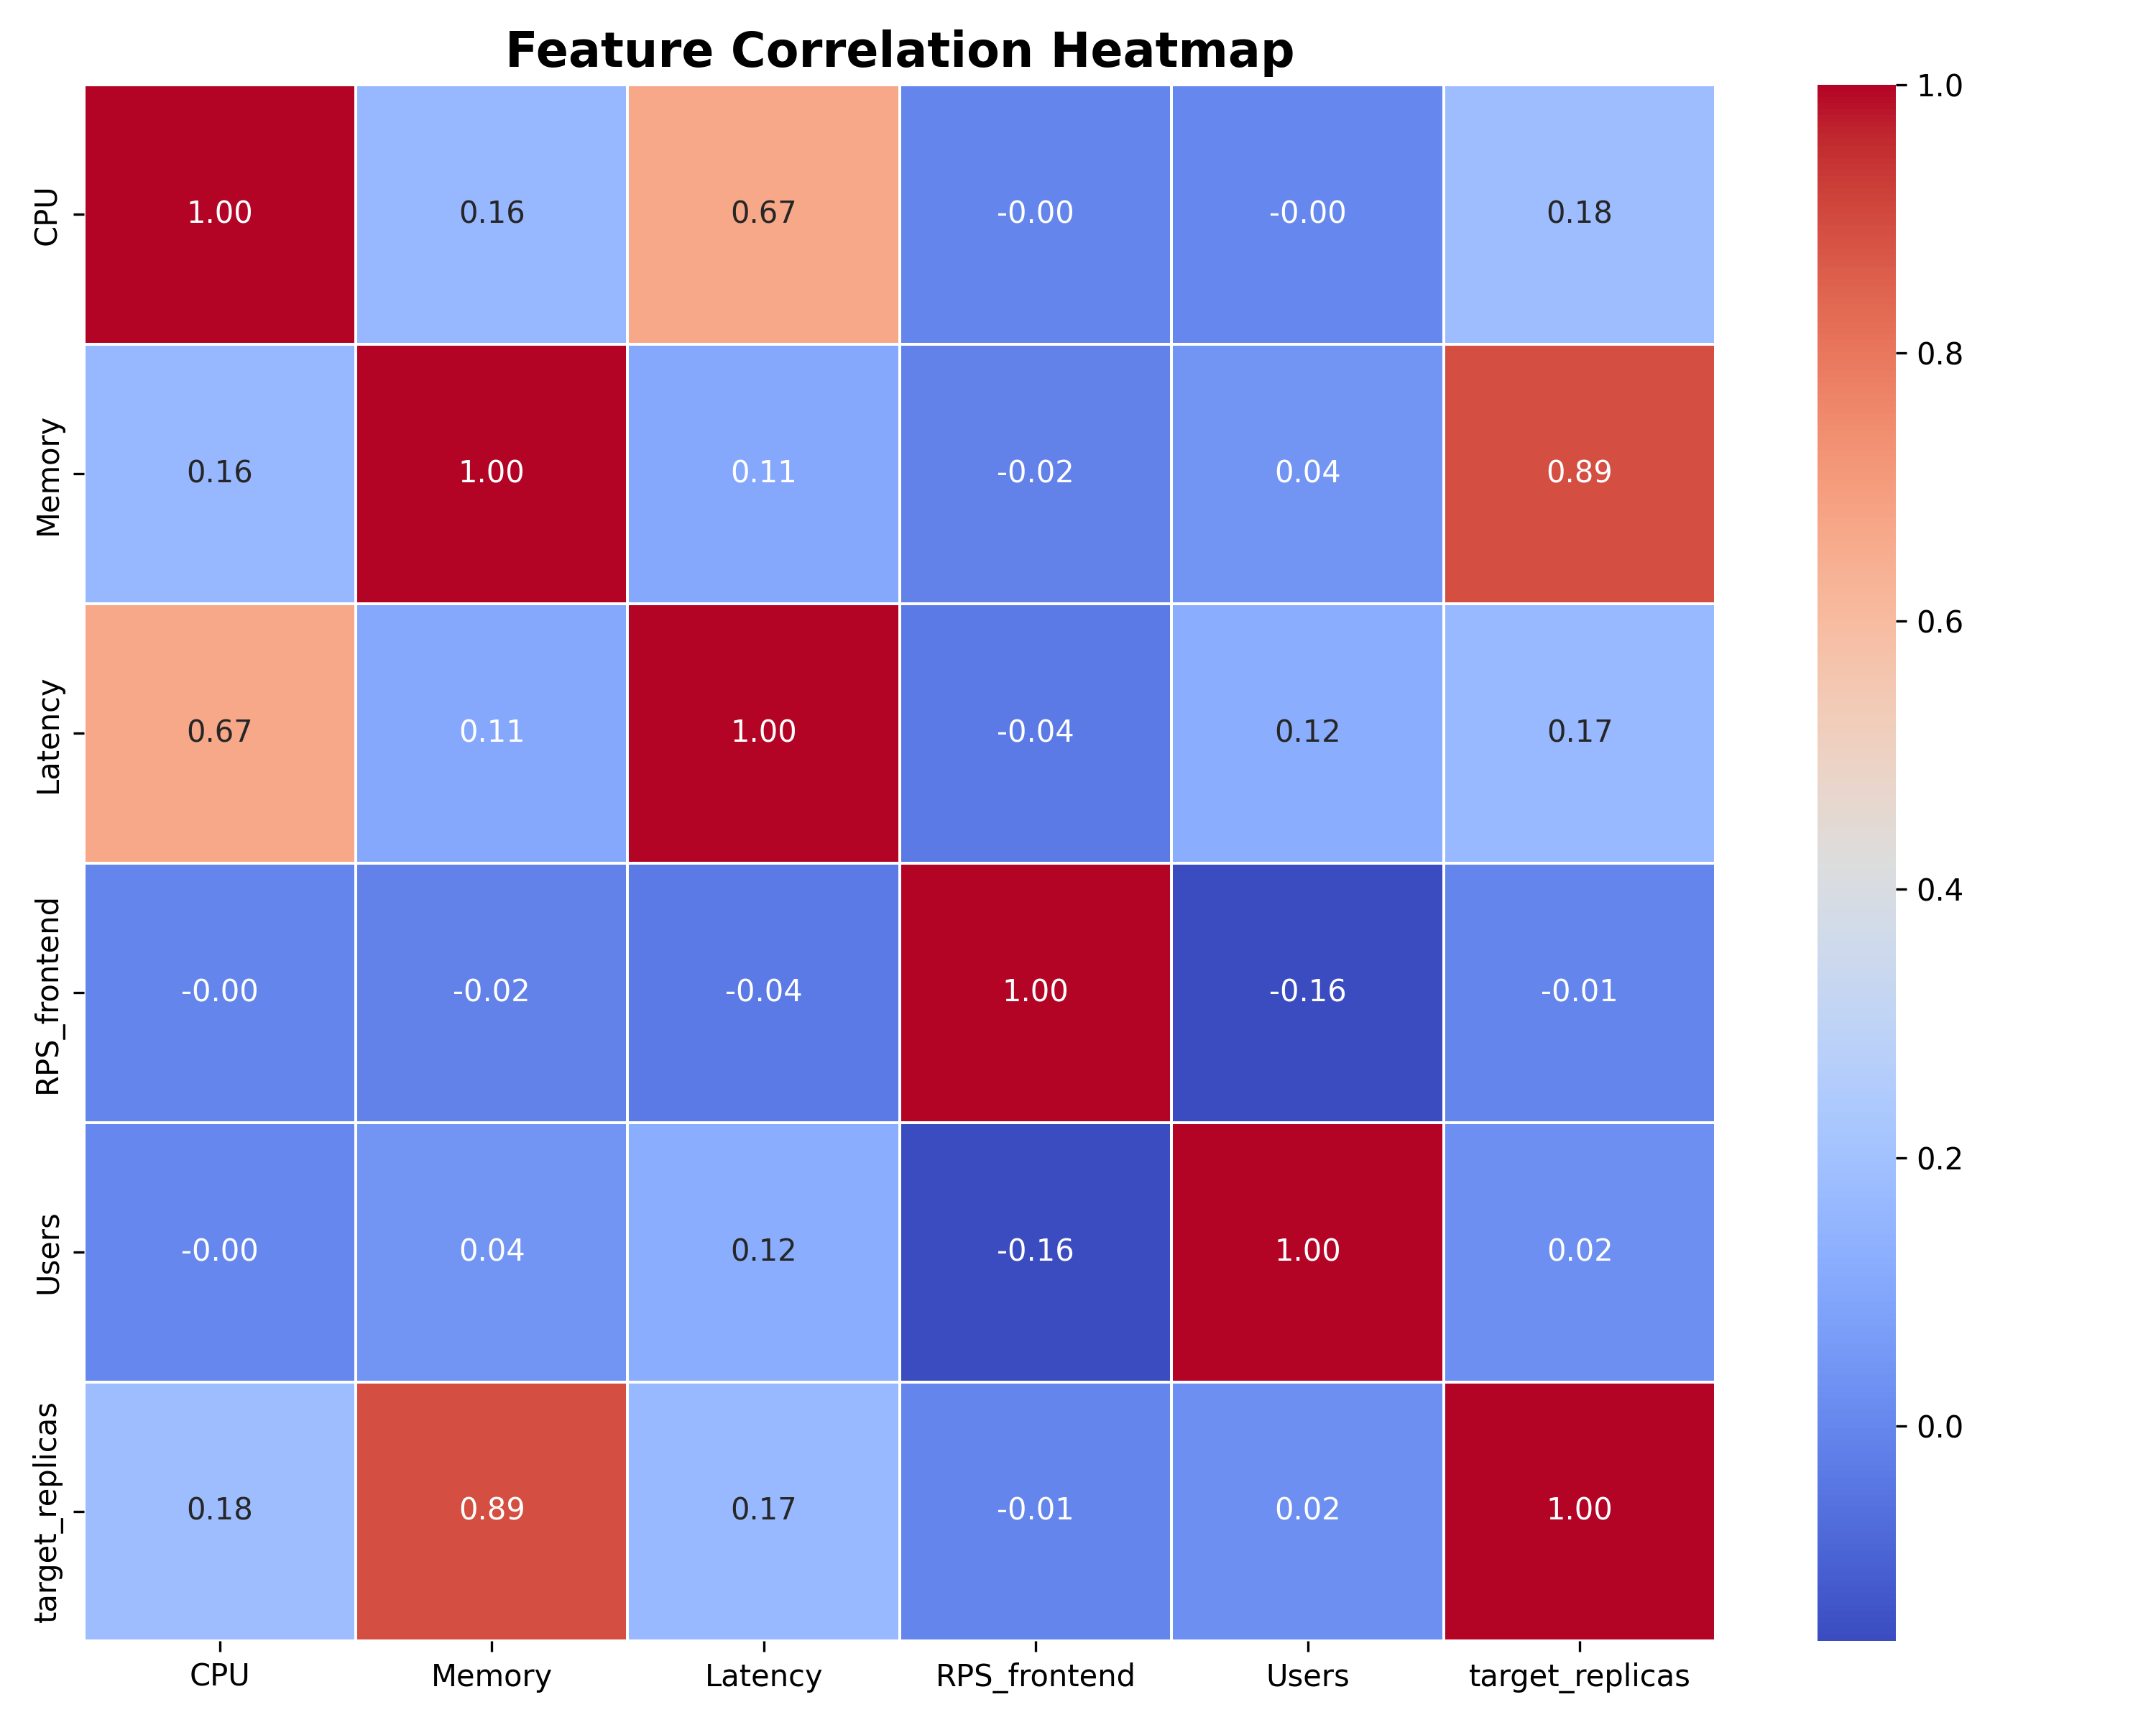 Feature Correlation Heatmap
CPU 1.00 0.16 0.67 -0.00 -0.00 0.18
Memory 0.16 1.00 0.11 -0.02 0.04 0.89
Latency 0.67 0.11 1.00 -0.04 0.12 0.17
RPS_frontend -0.00 -0.02 -0.04 1.00 -0.16 -0.01
Users -0.00 0.04 0.12 -0.16 1.00 0.02
target_replicas 0.18 0.89 0.17 -0.01 0.02 1.00
CPU Memory Latency RPS_frontend Users target_replicas
1.0
0.8
0.6
0.4
0.2
0.0